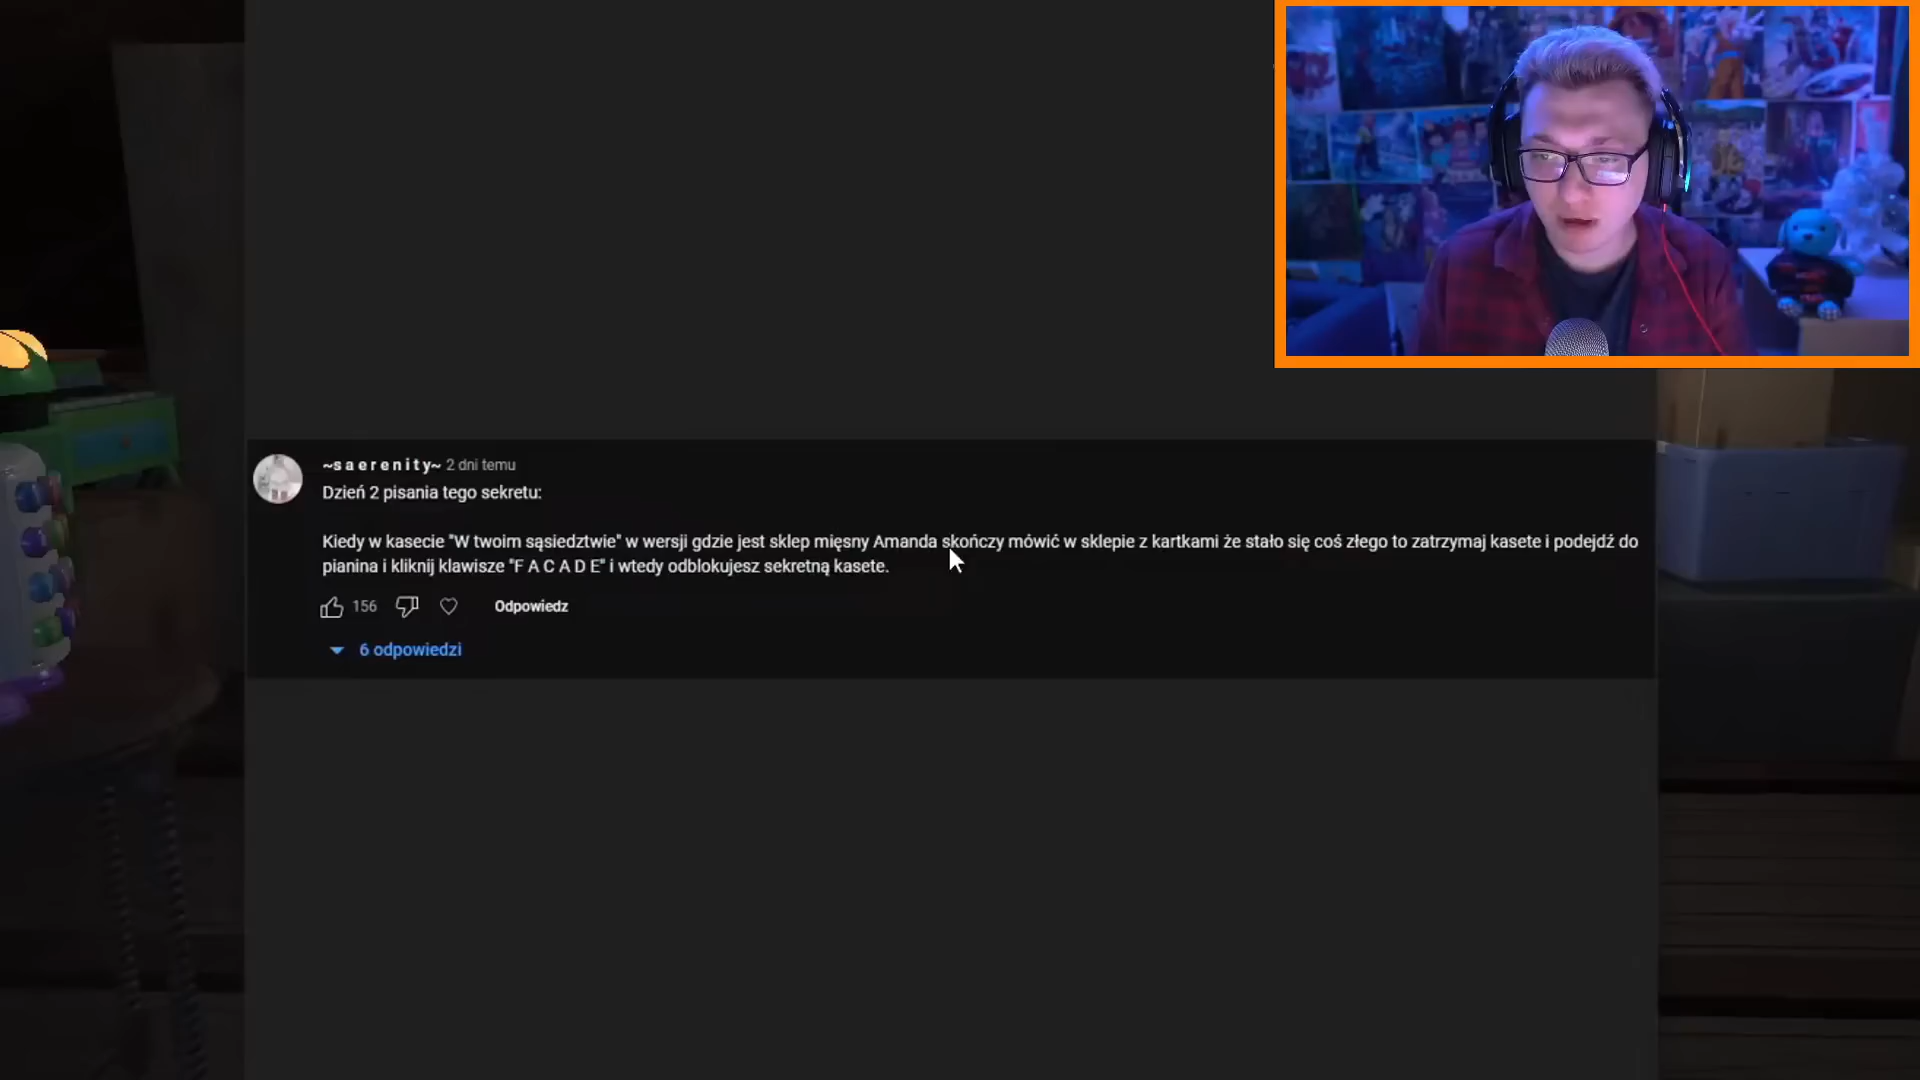 ~s a e r e n i t y~ 2 dni temu
Dzień 2 pisania tego sekretu:
Kiedy w kasecie "W twoim sąsiedztwie" w wersji gdzie jest sklep mięsny Amanda skończy mówić w sklepie z kartkami że stało się coś złego to zatrzymaj kasete i podejdź do
pianina i kliknij klawisze "F A C A D E" i wtedy odblokujesz sekretną kasete.
156 Odpowiedz
6 odpowiedzi